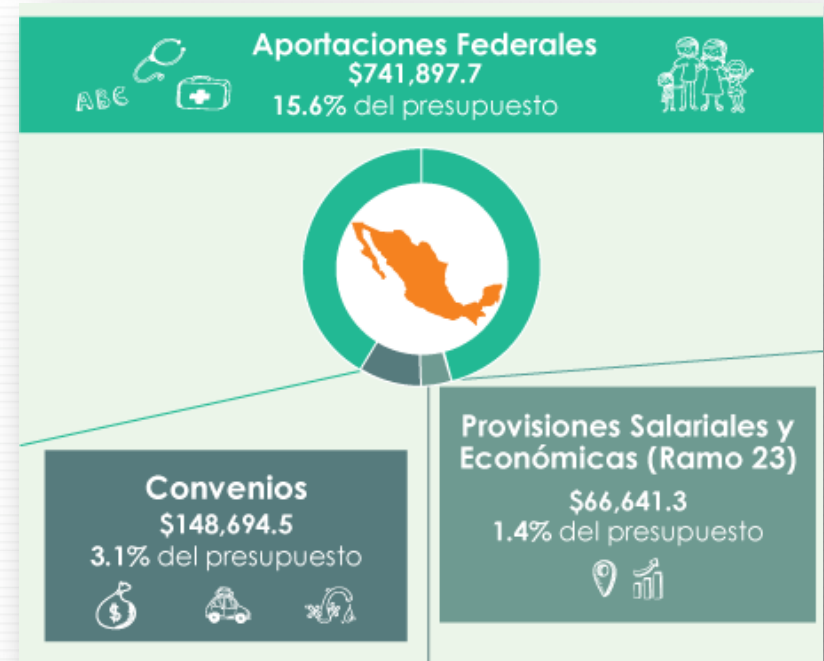 Aportaciones Federales
$741,897.7
15.6% del presupuesto
ABC
Convenios
$148,694.5
3.1% del presupuesto
$
Provisiones Salariales y
Económicas (Ramo 23)
$66,641.3
1.4% del presupuesto